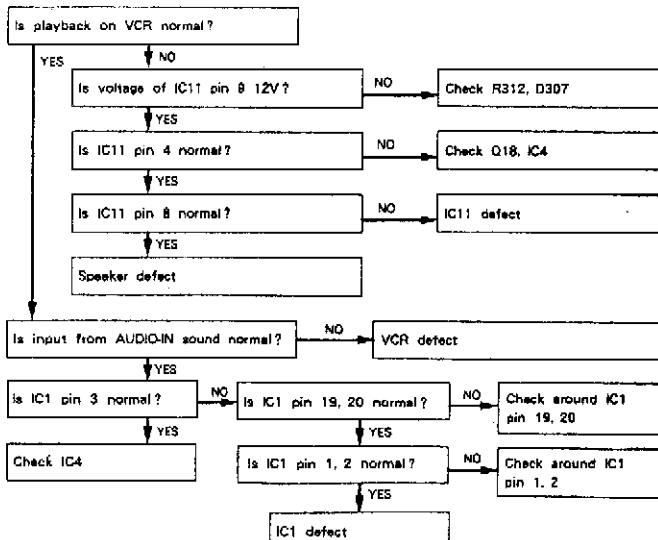 Is playback on VCR normal?
YES
NO
Is voltage of IC11 pin 9 12V?
NO
Check R312, D307
YES
Is IC11 pin 4 normal?
NO
Check Q18, IC4
YES
Is IC11 pin 8 normal?
NO
IC11 defect
YES
Speaker defect
Is input from AUDIO-IN sound normal?
NO
VCR defect
YES
Is IC1 pin 3 normal?
NO
Is IC1 pin 19, 20 normal?
NO
Check around IC1
pin 19, 20
YES
YES
Check IC4
Is IC1 pin 1, 2 normal?
NO
Check around IC1
pin 1, 2
YES
IC1 defect